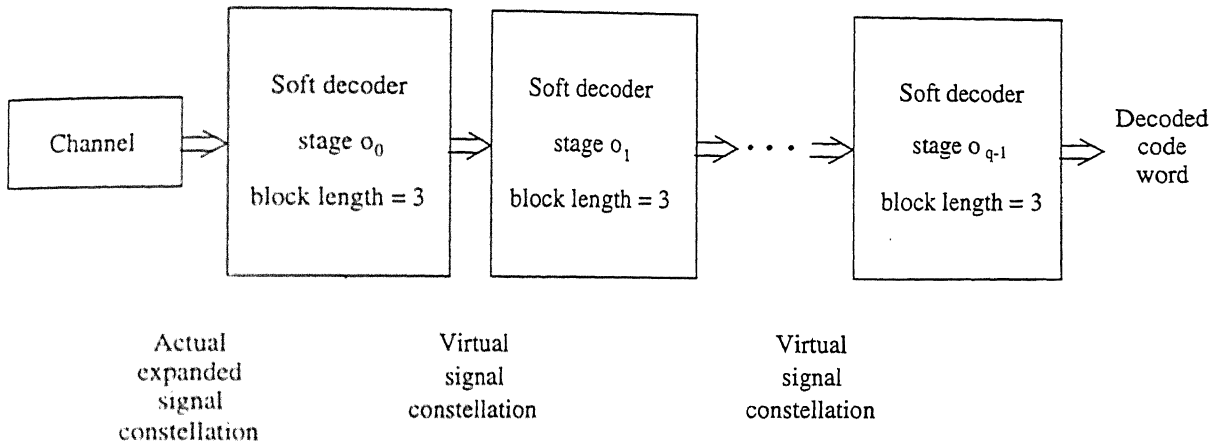 Channel
Soft decoder
stage o₀
block length = 3
Soft decoder
stage o₁
block length = 3
. . .
Soft decoder
stage o q-1
block length = 3
Decoded
code
word
Actual
expanded
signal
constellation
Virtual
signal
constellation
Virtual
signal
constellation